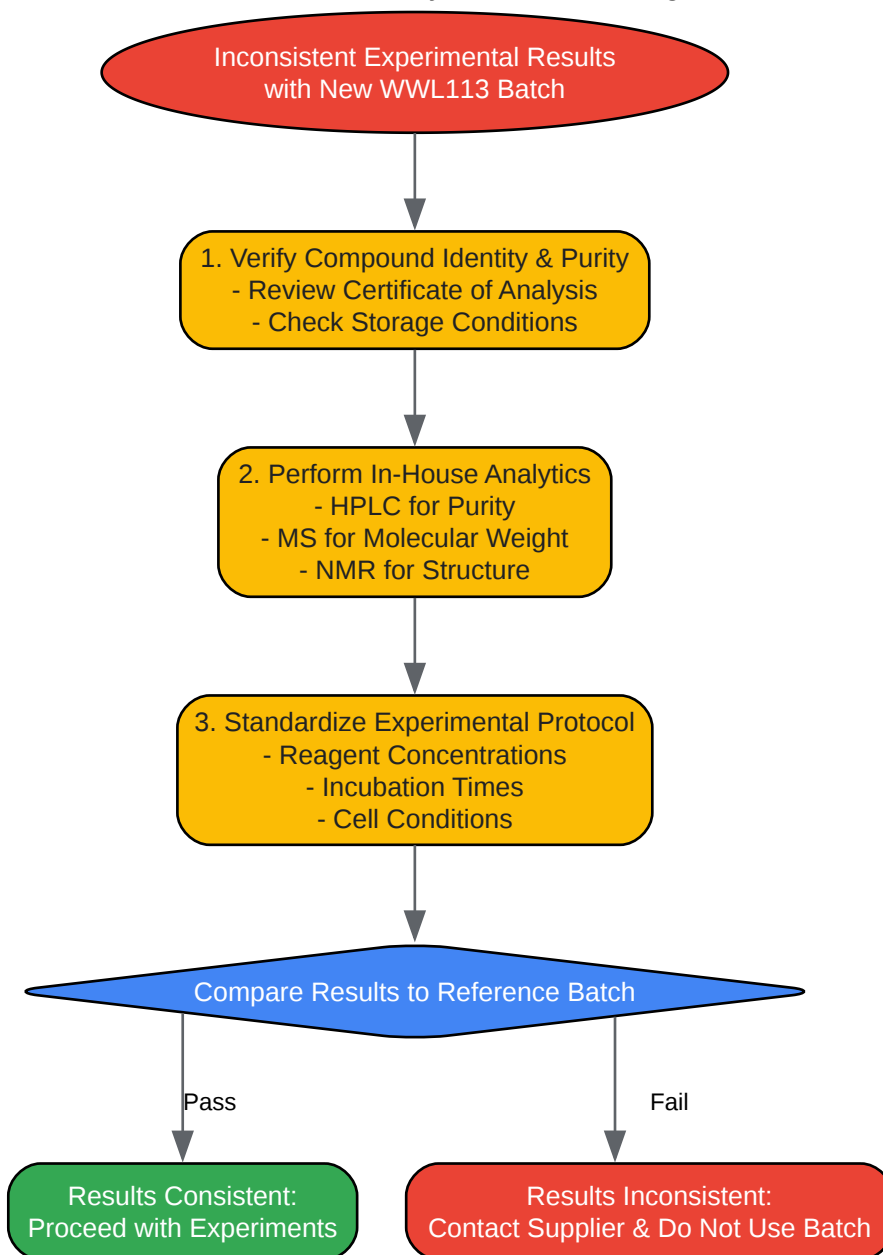 Inconsistent Experimental Results
with New WWL113 Batch
1. Verify Compound Identity & Purity
- Review Certificate of Analysis
- Check Storage Conditions
2. Perform In-House Analytics
- HPLC for Purity
- MS for Molecular Weight
- NMR for Structure
3. Standardize Experimental Protocol
- Reagent Concentrations
- Incubation Times
- Cell Conditions
Compare Results to Reference Batch
Pass
Fail
Results Consistent:
Proceed with Experiments
Results Inconsistent:
Contact Supplier & Do Not Use Batch